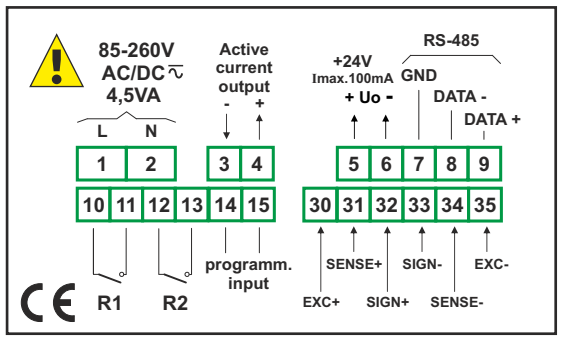 85-260V
AC/DC
4,5VA
L N
Active
current
output
- +
+24V
Imax.100mA
+ Uo -
RS-485
GND
DATA -
DATA +
1 2 3 4 5 6 7 8 9
10 11 12 13 14 15 30 31 32 33 34 35
R1 R2
programm.
input
SENSE+ SIGN- EXC-
EXC+ SIGN+ SENSE-
CE